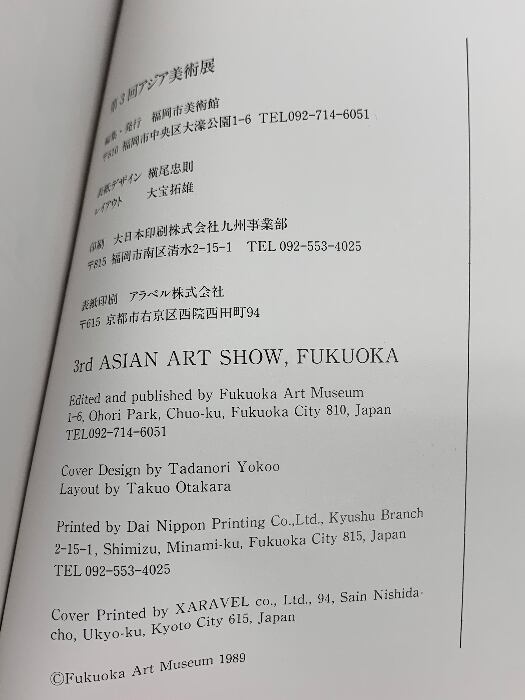 第3回アジア美術展
編集・発行 福岡市美術館
〒810 福岡市中央区大濠公園1-6 TEL092-714-6051
表紙デザイン 横尾忠則
レイアウト 大宝拓雄
印刷 大日本印刷株式会社九州事業部
〒815 福岡市南区清水2-15-1 TEL 092-553-4025
表紙印刷 アラベル株式会社
〒615 京都市右京区西院西田町94
3rd ASIAN ART SHOW, FUKUOKA
Edited and published by Fukuoka Art Museum
1-6, Ohori Park, Chuo-ku, Fukuoka City 810, Japan
TEL092-714-6051
Cover Design by Tadanori Yokoo
Layout by Takuo Otakara
Printed by Dai Nippon Printing Co.,Ltd., Kyushu Branch
2-15-1, Shimizu, Minami-ku, Fukuoka City 815, Japan
TEL 092-553-4025
Cover Printed by XARAVEL co., Ltd., 94, Sain Nishida-
cho, Ukyo-ku, Kyoto City 615, Japan
©Fukuoka Art Museum 1989